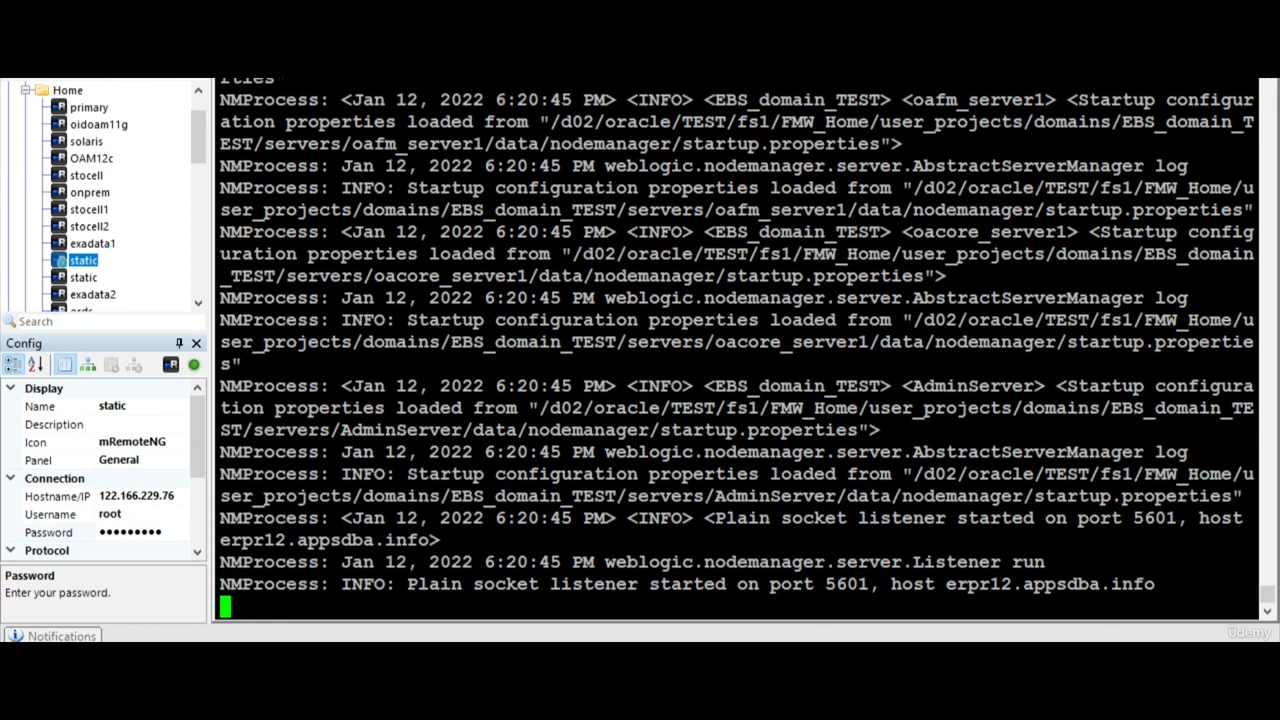 Home
primary
oidoam11g
solaris
OAM12c
stocell
onprem
stocell1
stocell2
exadata1
static
static
exadata2
Search
Config
Display
Name static
Description
Icon mRemoteNG
Panel General
Connection
Hostname/IP 122.166.229.76
Username root
Password ●●●●●●●●●
Protocol
Password
Enter your password.
Notifications
rties"
NMProcess: <Jan 12, 2022 6:20:45 PM> <INFO> <EBS_domain_TEST> <oafm_server1> <Startup configur
ation properties loaded from "/d02/oracle/TEST/fs1/FMW_Home/user_projects/domains/EBS_domain_T
EST/servers/oafm_server1/data/nodemanager/startup.properties">
NMProcess: Jan 12, 2022 6:20:45 PM weblogic.nodemanager.server.AbstractServerManager log
NMProcess: INFO: Startup configuration properties loaded from "/d02/oracle/TEST/fs1/FMW_Home/u
ser_projects/domains/EBS_domain_TEST/servers/oafm_server1/data/nodemanager/startup.properties"
NMProcess: <Jan 12, 2022 6:20:45 PM> <INFO> <EBS_domain_TEST> <oacore_server1> <Startup config
uration properties loaded from "/d02/oracle/TEST/fs1/FMW_Home/user_projects/domains/EBS_domain
_TEST/servers/oacore_server1/data/nodemanager/startup.properties">
NMProcess: Jan 12, 2022 6:20:45 PM weblogic.nodemanager.server.AbstractServerManager log
NMProcess: INFO: Startup configuration properties loaded from "/d02/oracle/TEST/fs1/FMW_Home/u
ser_projects/domains/EBS_domain_TEST/servers/oacore_server1/data/nodemanager/startup.propertie
s"
NMProcess: <Jan 12, 2022 6:20:45 PM> <INFO> <EBS_domain_TEST> <AdminServer> <Startup configura
tion properties loaded from "/d02/oracle/TEST/fs1/FMW_Home/user_projects/domains/EBS_domain_TE
ST/servers/AdminServer/data/nodemanager/startup.properties">
NMProcess: Jan 12, 2022 6:20:45 PM weblogic.nodemanager.server.AbstractServerManager log
NMProcess: INFO: Startup configuration properties loaded from "/d02/oracle/TEST/fs1/FMW_Home/u
ser_projects/domains/EBS_domain_TEST/servers/AdminServer/data/nodemanager/startup.properties"
NMProcess: <Jan 12, 2022 6:20:45 PM> <INFO> <Plain socket listener started on port 5601, host
erpr12.appsdba.info>
NMProcess: Jan 12, 2022 6:20:45 PM weblogic.nodemanager.server.Listener run
NMProcess: INFO: Plain socket listener started on port 5601, host erpr12.appsdba.info
ûdemy